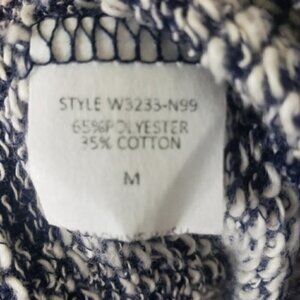 STYLE W3233-N99
65%POLYESTER
35% COTTON
M